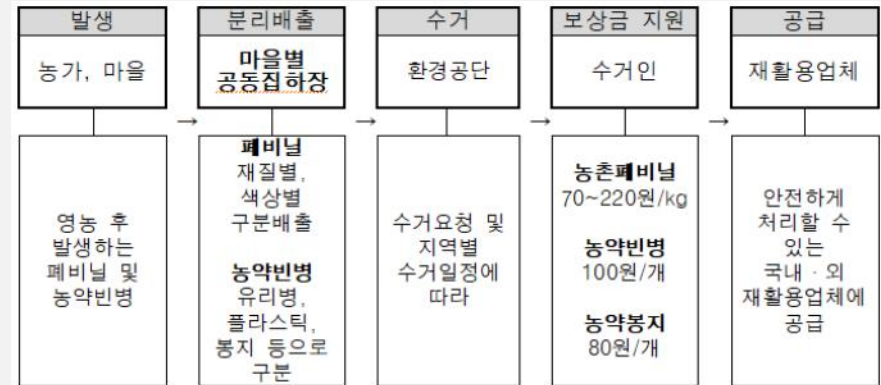 발생
농가, 마을
영농 후
발생하는
폐비닐 및
농약빈병
→
분리배출
마을별
공동집하장
폐비닐
재질별,
색상별
구분배출
농약빈병
유리병,
플라스틱,
봉지 등으로
구분
→
수거
환경공단
수거요청 및
지역별
수거일정에
따라
→
보상금 지원
수거인
농촌폐비닐
70~220원/kg
농약빈병
100원/개
농약봉지
80원/개
→
공급
재활용업체
안전하게
처리할 수
있는
국내 · 외
재활용업체에
공급